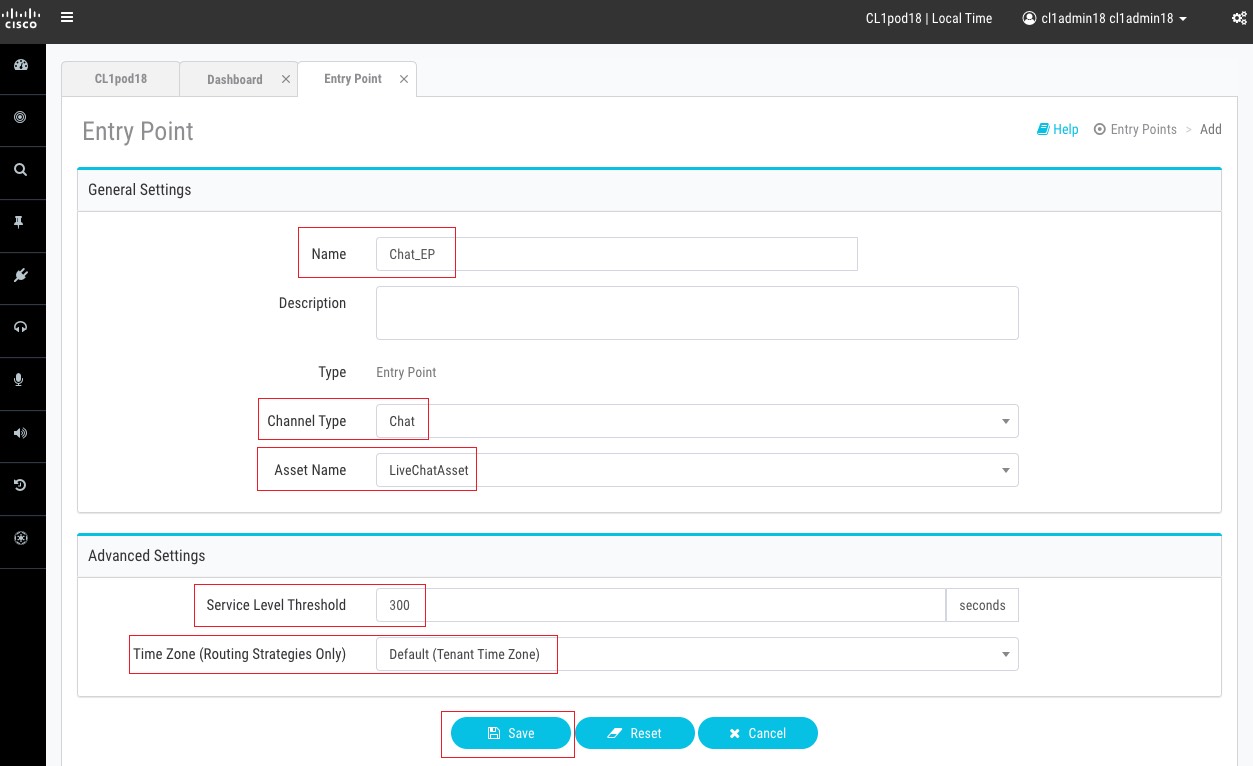 CISCO
CL1pod18 | Local Time
cl1admin18 cl1admin18
CL1pod18
Dashboard
Entry Point
Entry Point
Help
Entry Points > Add
General Settings
Name
Chat_EP
Description
Type
Entry Point
Channel Type
Chat
Asset Name
LiveChatAsset
Advanced Settings
Service Level Threshold
300
seconds
Time Zone (Routing Strategies Only)
Default (Tenant Time Zone)
Save
Reset
Cancel